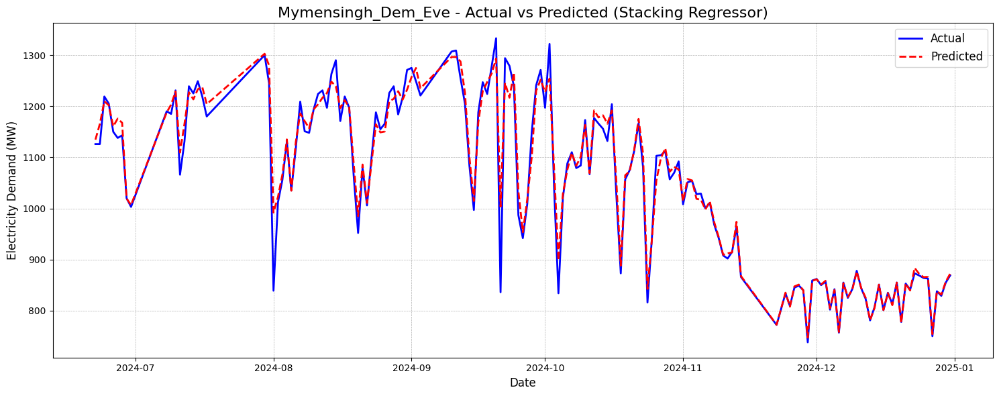 Mymensingh_Dem_Eve - Actual vs Predicted (Stacking Regressor)
Actual
Predicted
Electricity Demand (MW)
1300
1200
1100
1000
900
800
2024-07
2024-08
2024-09
2024-10
2024-11
2024-12
2025-01
Date